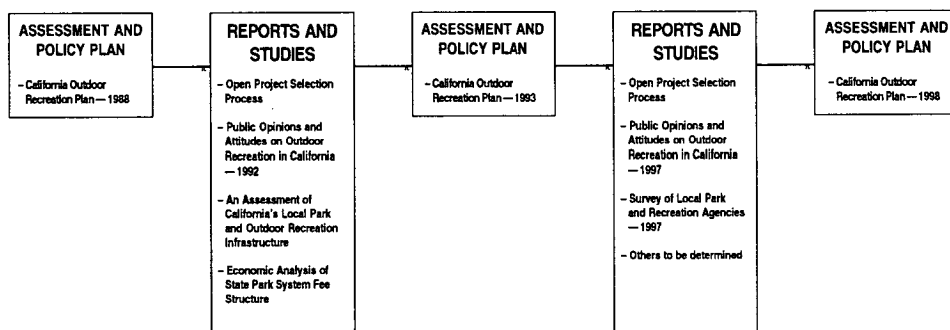 ASSESSMENT AND
POLICY PLAN
– California Outdoor
Recreation Plan — 1988
REPORTS AND
STUDIES
– Open Project Selection
Process
– Public Opinions and
Attitudes on Outdoor
Recreation in California
— 1992
– An Assessment of
California's Local Park
and Outdoor Recreation
Infrastructure
– Economic Analysis of
State Park System Fee
Structure
ASSESSMENT AND
POLICY PLAN
– California Outdoor
Recreation Plan — 1993
REPORTS AND
STUDIES
– Open Project Selection
Process
– Public Opinions and
Attitudes on Outdoor
Recreation in California
— 1997
– Survey of Local Park
and Recreation Agencies
— 1997
– Others to be determined
ASSESSMENT AND
POLICY PLAN
– California Outdoor
Recreation Plan — 1998